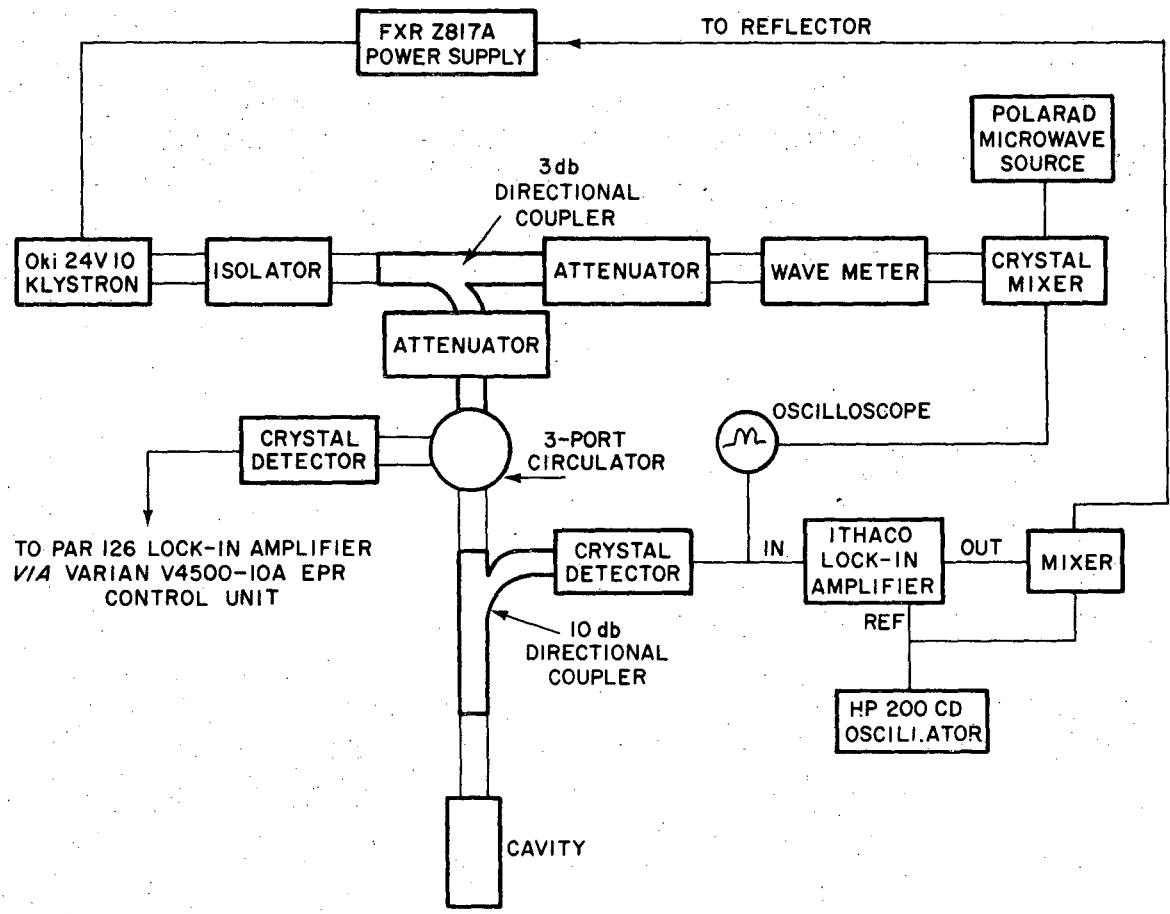 FXR Z817A
POWER SUPPLY
TO REFLECTOR
POLARAD
MICROWAVE
SOURCE
3db
DIRECTIONAL
COUPLER
Oki 24V10
KLYSTRON
ISOLATOR
ATTENUATOR
WAVE METER
CRYSTAL
MIXER
ATTENUATOR
OSCILLOSCOPE
CRYSTAL
DETECTOR
3-PORT
CIRCULATOR
TO PAR 126 LOCK-IN AMPLIFIER
VIA VARIAN V4500-10A EPR
CONTROL UNIT
CRYSTAL
DETECTOR
IN
ITHACO
LOCK-IN
AMPLIFIER
OUT
MIXER
REF
10 db
DIRECTIONAL
COUPLER
HP 200 CD
OSCILLATOR
CAVITY